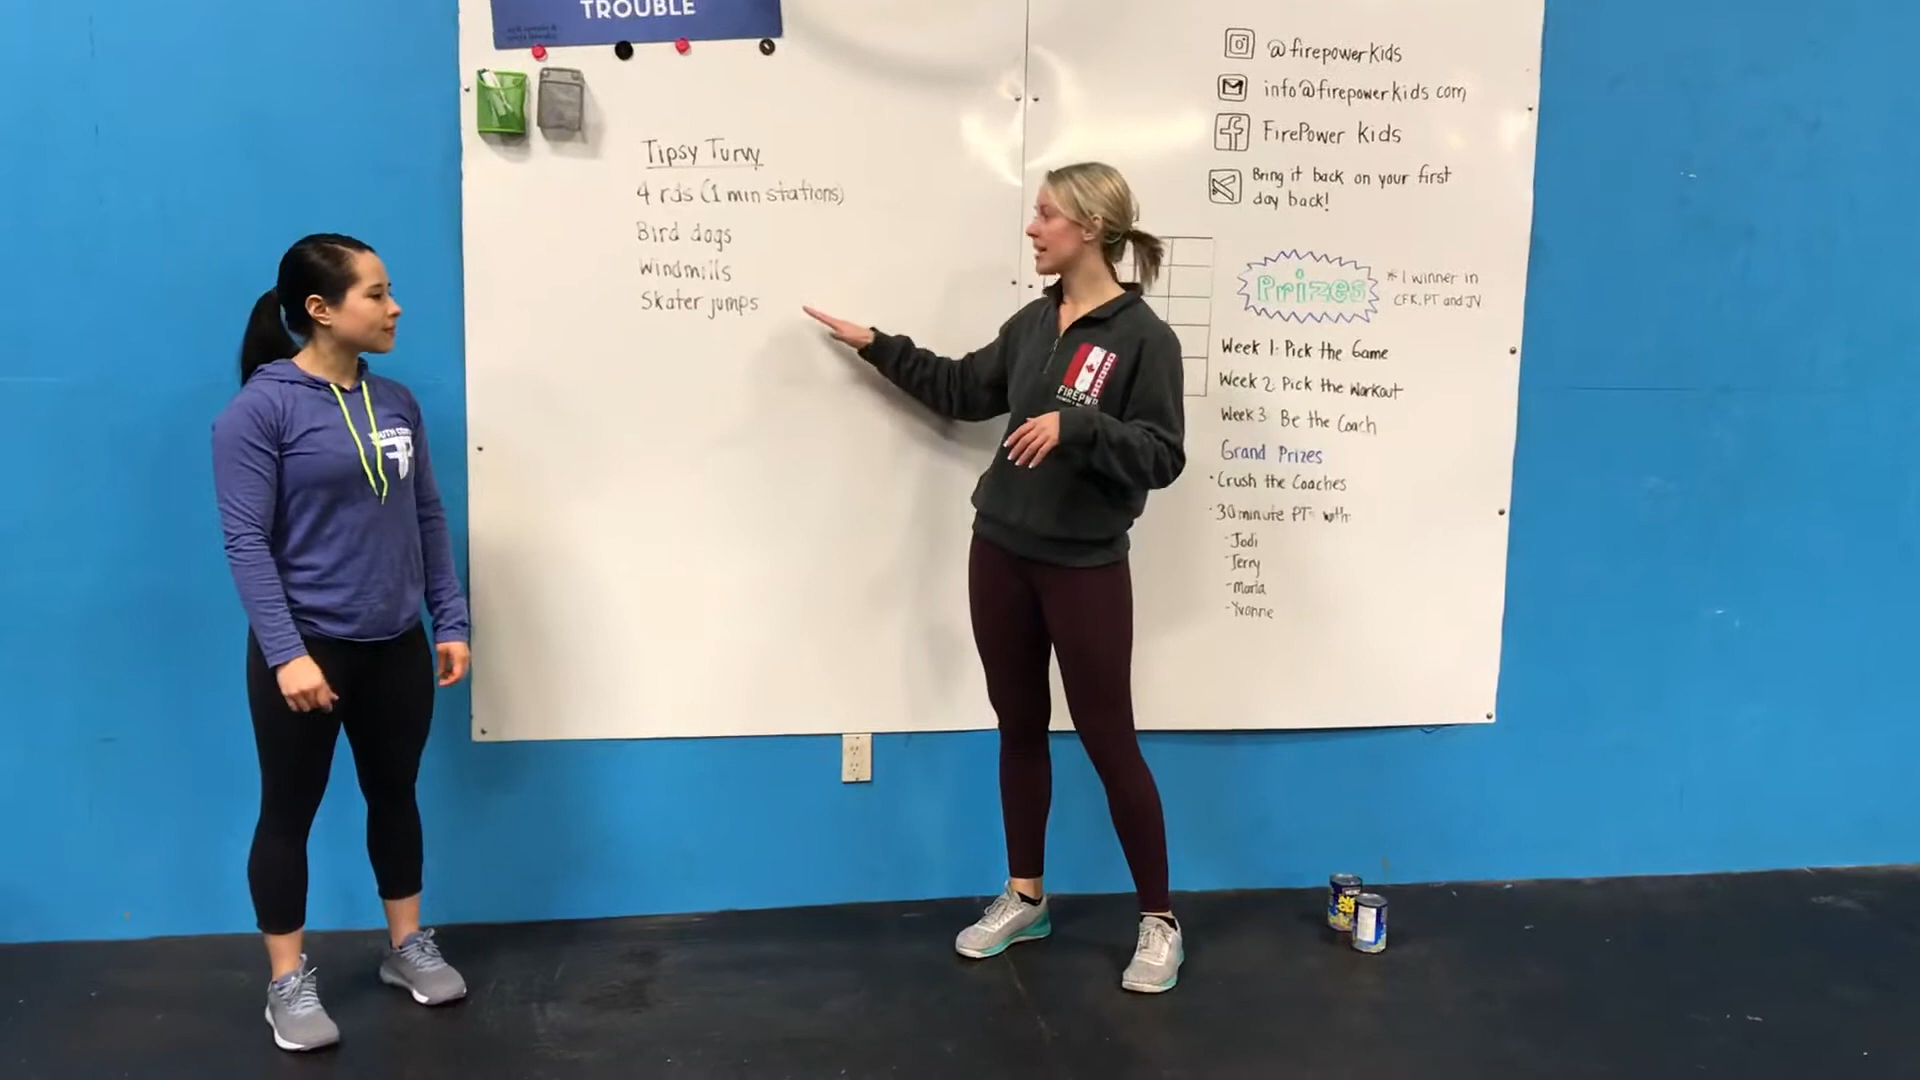 TROUBLE
Tipsy Turvy
4 rds (1 min stations)
Bird dogs
Windmills
Skater jumps
@firepowerkids
info@firepowerkids.com
FirePower Kids
Bring it back on your first
day back!
Prizes
* 1 winner in
CFK, PT and JV
Week 1: Pick the Game
Week 2: Pick the Workout
Week 3: Be the Coach
Grand Prizes
· Crush the Coaches
· 30 minute PT with:
- Jodi
- Jerry
- Maria
- Yvonne
YOUTH
FIREPWR